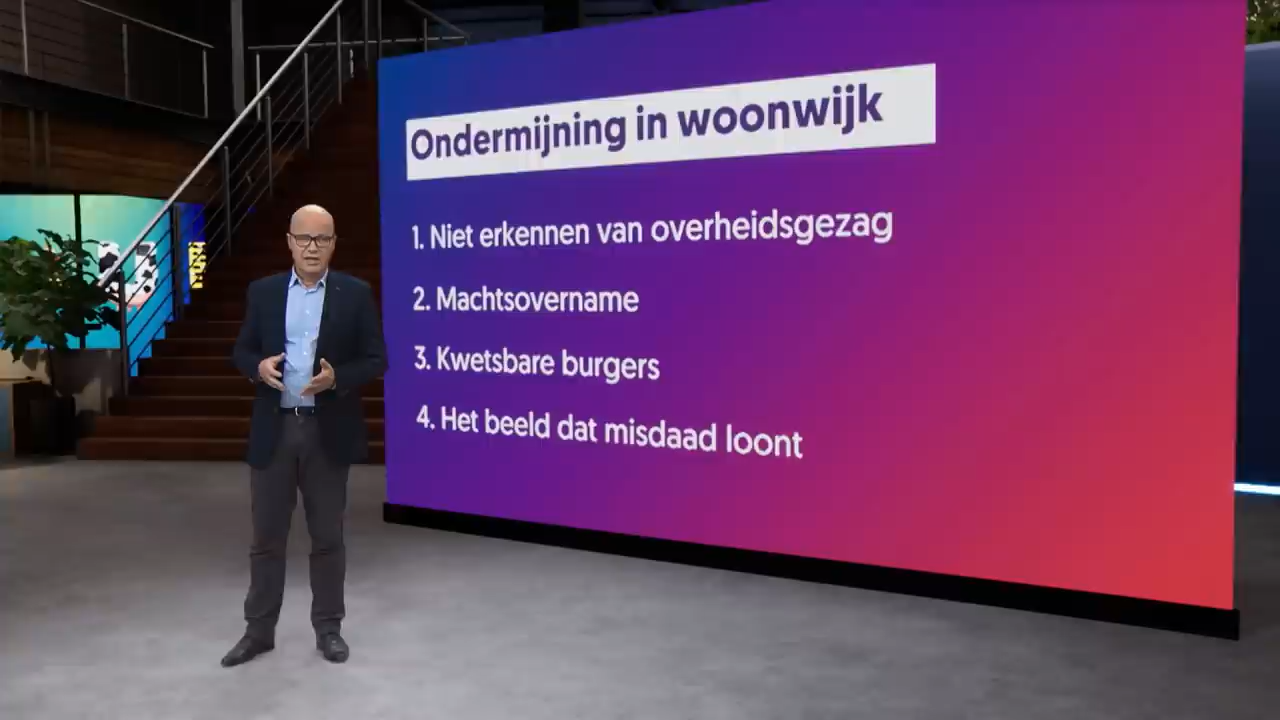 Ondermijning in woonwijk
1. Niet erkennen van overheidsgezag
2. Machtsovername
3. Kwetsbare burgers
4. Het beeld dat misdaad loont